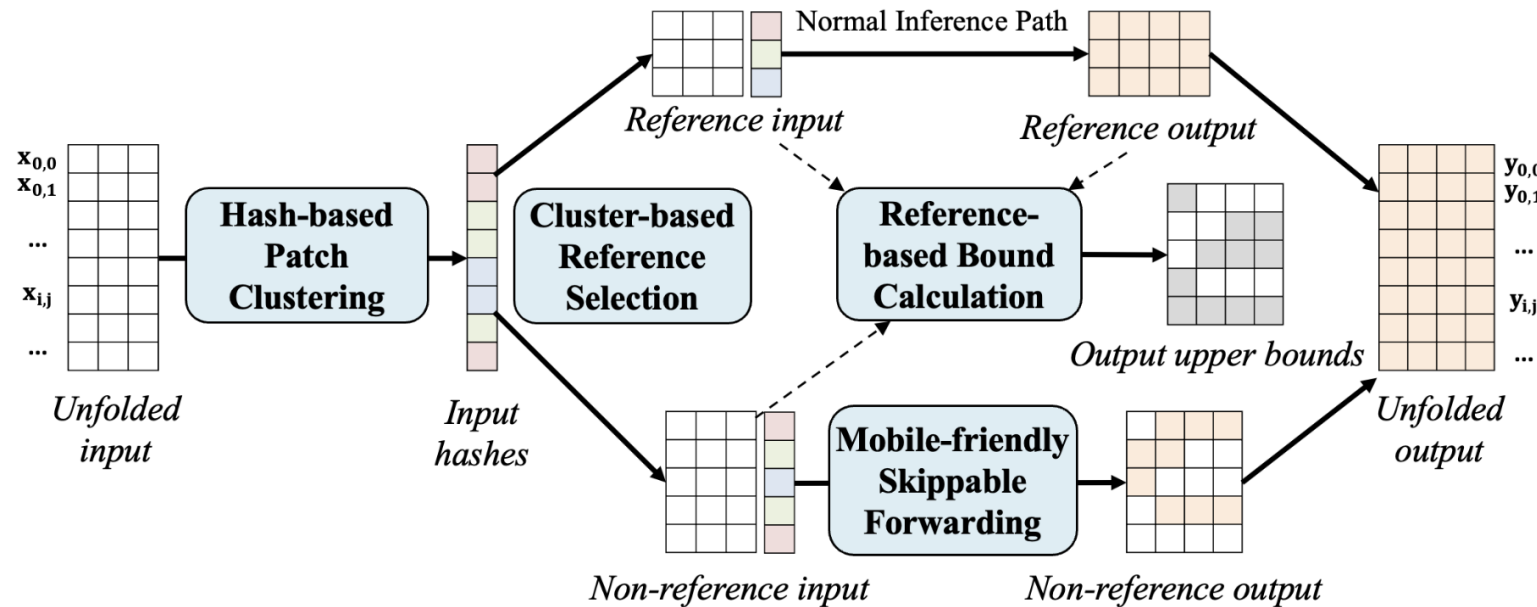 Normal Inference Path
Reference input
Reference output
x0,0
x0,1
...
xi,j
...
Unfolded
input
Hash-based
Patch
Clustering
Input
hashes
Cluster-based
Reference
Selection
Reference-
based Bound
Calculation
Output upper bounds
y0,0
y0,1
...
yi,j
...
Unfolded
output
Mobile-friendly
Skippable
Forwarding
Non-reference input
Non-reference output